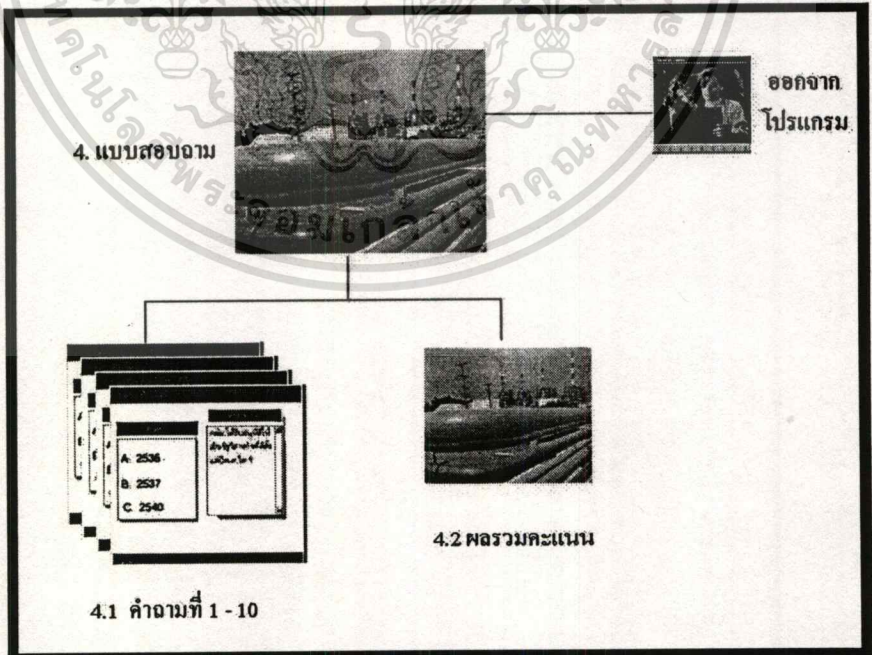 4. แบบสอบถาม
ออกจาก
โปรแกรม
A. 2536
B. 2537
C. 2540
4.1 คำถามที่ 1 - 10
4.2 ผลรวมคะแนน